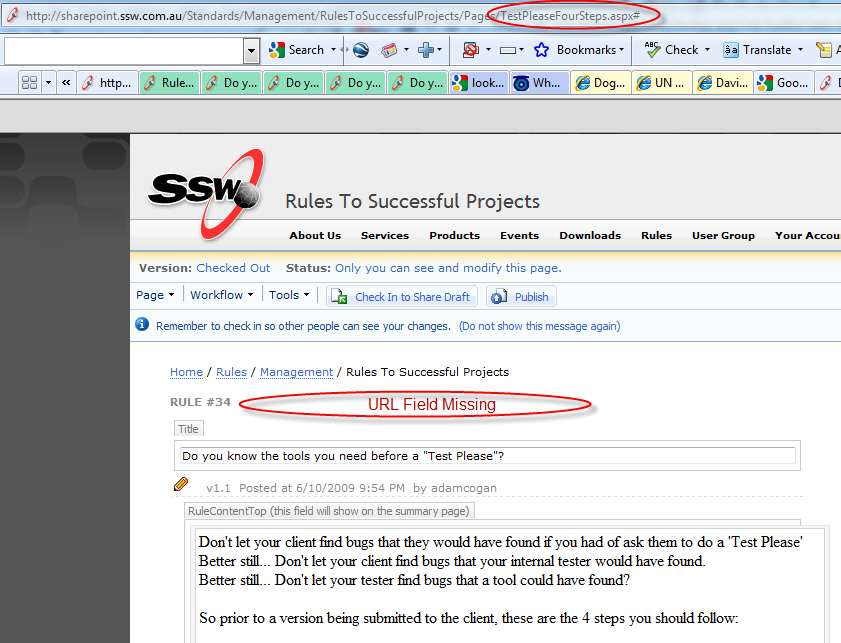 http://sharepoint.ssw.com.au/Standards/Management/RulesToSuccessfulProjects/Pages/TestPleaseFourSteps.aspx#
Search Bookmarks ABC Check Translate
http... Rule... Do y... Do y... Do y... Do y... look... Wh... Dog... UN ... Davi... Goo...
SSW
Rules To Successful Projects
About Us Services Products Events Downloads Rules User Group Your Accou
Version: Checked Out Status: Only you can see and modify this page.
Page Workflow Tools Check In to Share Draft Publish
Remember to check in so other people can see your changes. (Do not show this message again)
Home / Rules / Management / Rules To Successful Projects
RULE #34 URL Field Missing
Title
Do you know the tools you need before a "Test Please"?
v1.1 Posted at 6/10/2009 9:54 PM by adamcogan
RuleContentTop (this field will show on the summary page)
Don't let your client find bugs that they would have found if you had of ask them to do a 'Test Please'
Better still... Don't let your client find bugs that your internal tester would have found.
Better still... Don't let your tester find bugs that a tool could have found?
So prior to a version being submitted to the client, these are the 4 steps you should follow: